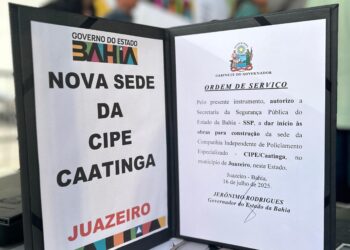 GOVERNO DO ESTADO
BAHIA
NOVA SEDE
DA
CIPE
CAATINGA
JUAZEIRO
GABINETE DO GOVERNADOR
ORDEM DE SERVIÇO
Pelo presente instrumento, autorizo a
Secretaria da Segurança Pública do
Estado da Bahia - SSP, a dar início às
obras para construção da sede da
Companhia Independente de Policiamento
Especializado - CIPE/Caatinga, no
município de Juazeiro, neste Estado.
Juazeiro - Bahia,
16 de julho de 2025.
JERÔNIMO RODRIGUES
Governador do Estado da Bahia